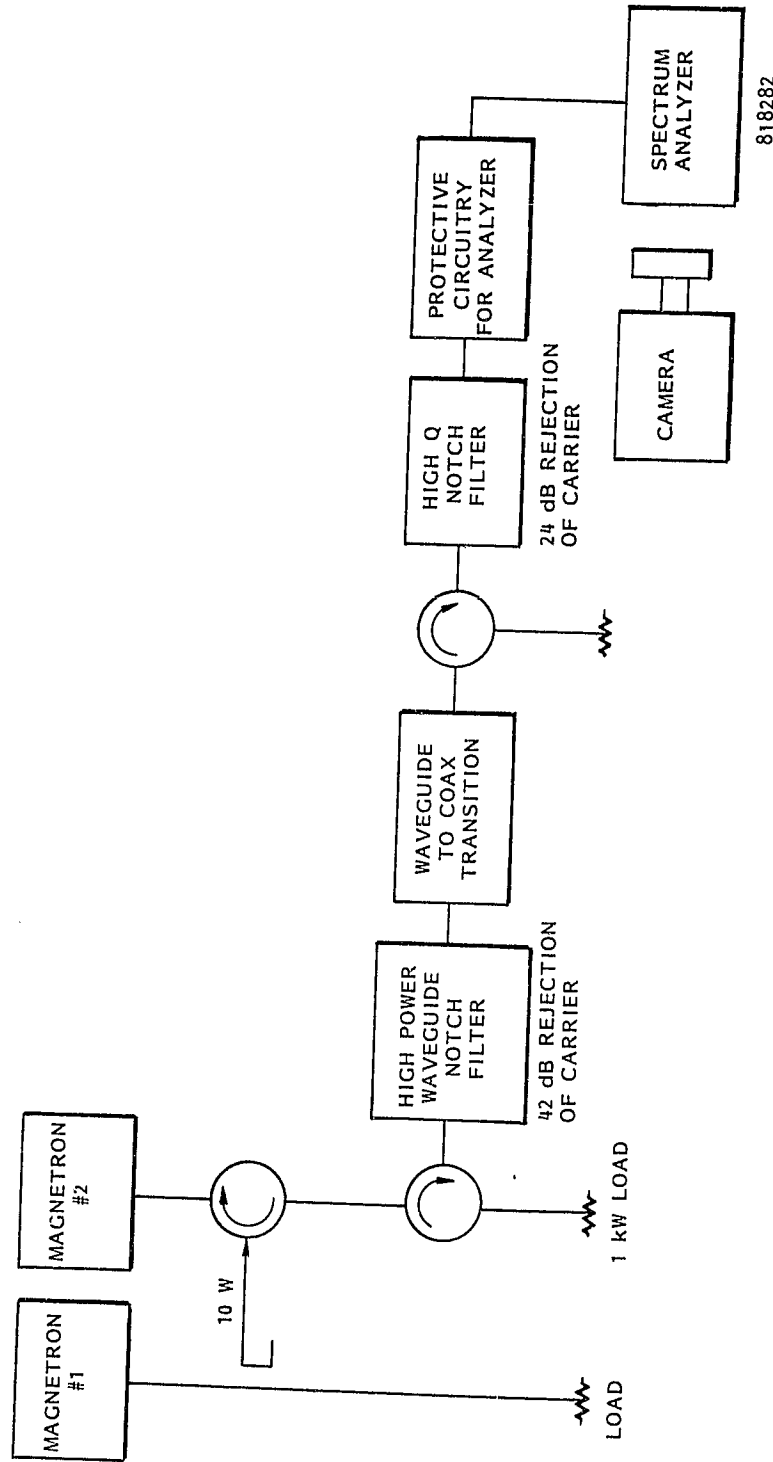 MAGNETRON
#1
LOAD
MAGNETRON
#2
10 W
1 kW LOAD
HIGH POWER
WAVEGUIDE
NOTCH
FILTER
42 dB REJECTION
OF CARRIER
WAVEGUIDE
TO COAX
TRANSITION
HIGH Q
NOTCH
FILTER
24 dB REJECTION
OF CARRIER
PROTECTIVE
CIRCUITRY
FOR ANALYZER
CAMERA
SPECTRUM
ANALYZER
818282